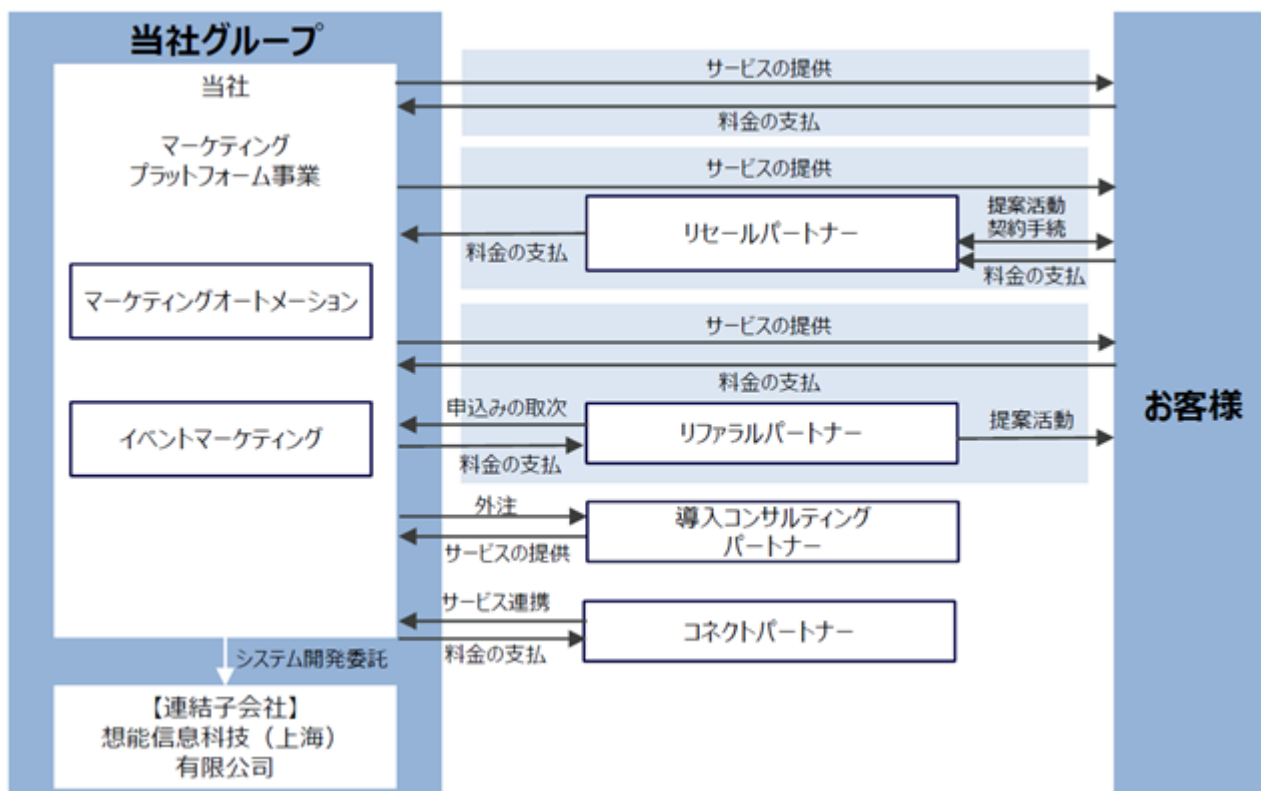 当社グループ
当社
マーケティング
プラットフォーム事業
マーケティングオートメーション
イベントマーケティング
システム開発委託
【連結子会社】
想能信息科技（上海）
有限公司
サービスの提供
料金の支払
サービスの提供
リセールパートナー
料金の支払
提案活動
契約手続
料金の支払
サービスの提供
料金の支払
申込みの取次
リファラルパートナー
提案活動
料金の支払
外注
導入コンサルティング
パートナー
サービスの提供
サービス連携
コネクトパートナー
料金の支払
お客様